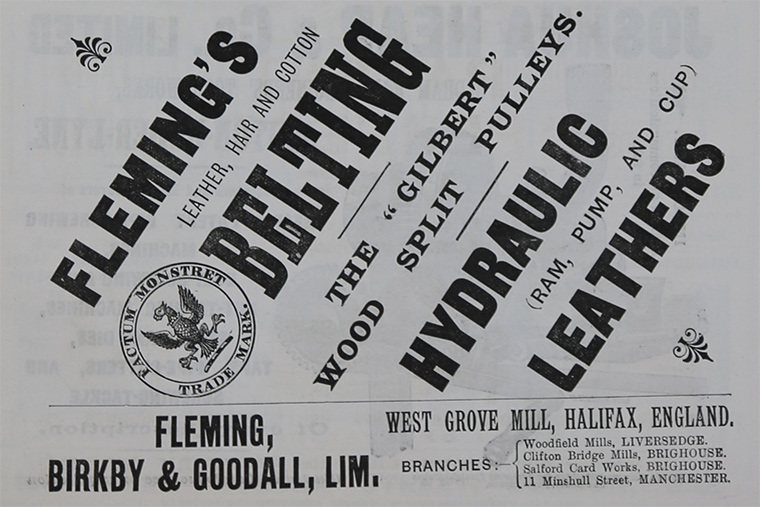 FLEMING'S
LEATHER, HAIR AND COTTON
BELTING
THE "GILBERT"
WOOD SPLIT PULLEYS.
HYDRAULIC
(RAM, PUMP, AND CUP)
LEATHERS
FACTUM MONSTRET
TRADE MARK.
FLEMING,
BIRKBY & GOODALL, LIM.
WEST GROVE MILL, HALIFAX, ENGLAND.
BRANCHES:—
Woodfield Mills, LIVERSEDGE.
Clifton Bridge Mills, BRIGHOUSE.
Salford Card Works, BRIGHOUSE.
11 Minshull Street, MANCHESTER.